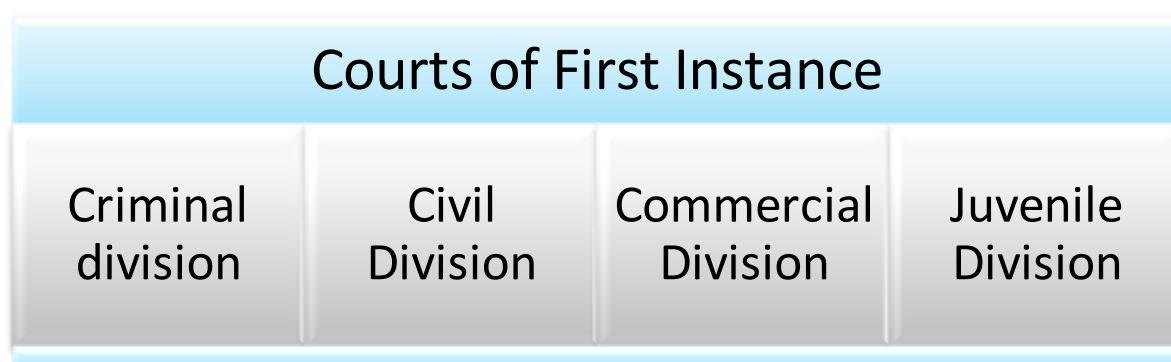 Courts of First Instance
Criminal
division
Civil
Division
Commercial
Division
Juvenile
Division